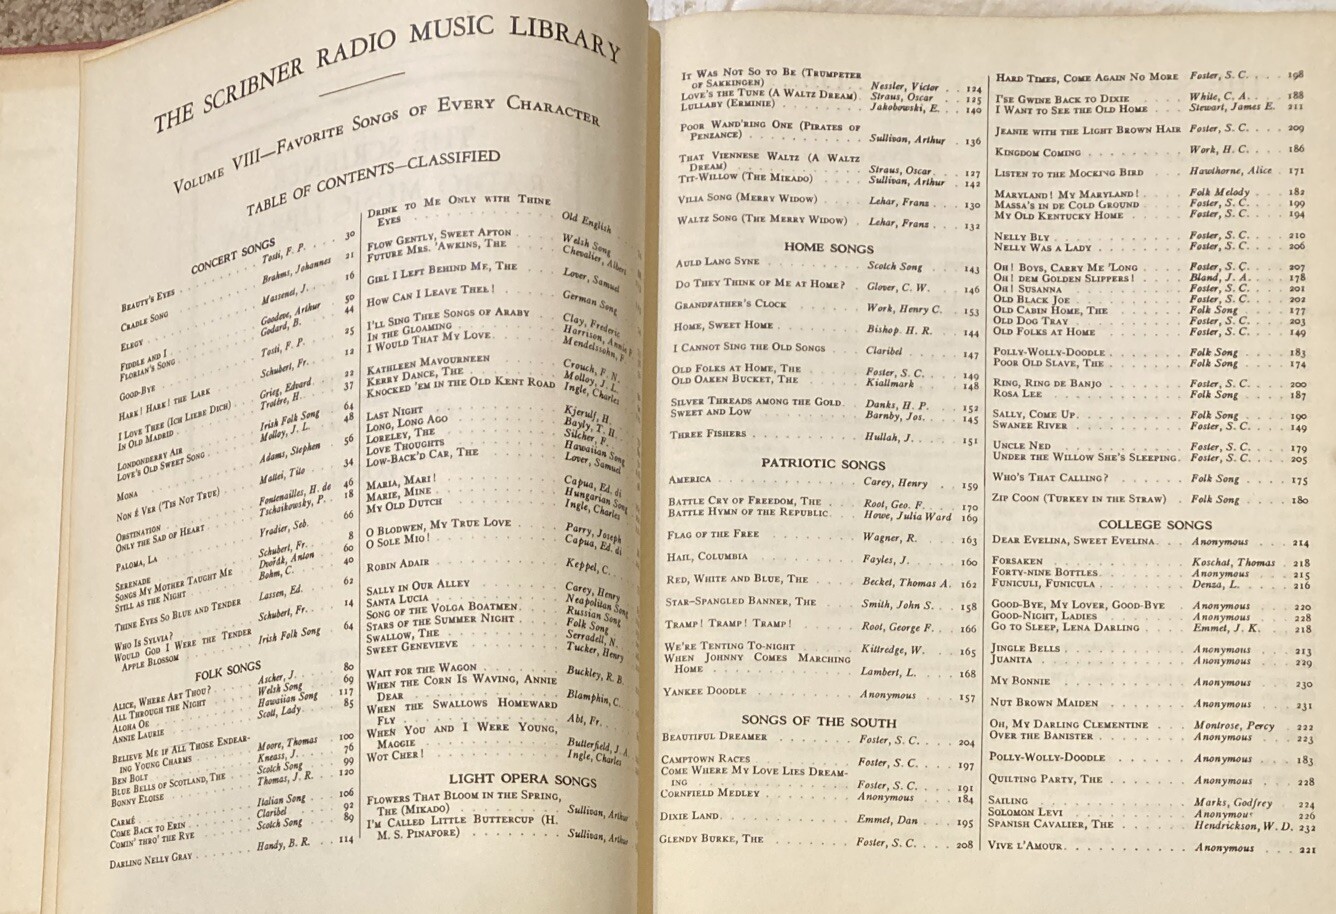 THE SCRIBNER RADIO MUSIC LIBRARY
VOLUME VIII—FAVORITE SONGS OF EVERY CHARACTER
TABLE OF CONTENTS—CLASSIFIED
CONCERT SONGS
BEAUTY'S EYES Tosti, F. P. 30
CRADLE SONG Brahms, Johannes 21
ELEGY Massenet, J. 16
FIDDLE AND I Goodeve, Arthur 50
FLORIAN'S SONG Godard, B. 44
GOOD-BYE Tosti, F. P. 25
HARK! HARK! THE LARK Schubert, Fr. 12
I LOVE THEE (ICH LIEBE DICH) Grieg, Edvard 22
IN OLD MADRID Trotère, H. 37
LONDONDERRY AIR Irish Folk Song 64
LOVE'S OLD SWEET SONG Molloy, J. L. 48
MONA Adams, Stephen 56
NON É VER ('TIS NOT TRUE) Mattei, Tito 34
OBSTINATION Fontenailles, H. de 46
ONLY THE SAD OF HEART Tschaikowsky, P. 18
PALOMA, LA Yradier, Seb. 66
SERENADE Schubert, Fr. 8
SONGS MY MOTHER TAUGHT ME Dvořák, Anton 60
STILL AS THE NIGHT Bohm, C. 40
THINE EYES SO BLUE AND TENDER Lassen, Ed. 62
WHO IS SYLVIA? Schubert, Fr. 14
WOULD GOD I WERE THE TENDER
APPLE BLOSSOM Irish Folk Song 64
FOLK SONGS
ALICE, WHERE ART THOU? Ascher, J. 80
ALL THROUGH THE NIGHT Welsh Song 69
ALOHA OE Hawaiian Song 117
ANNIE LAURIE Scott, Lady 85
BELIEVE ME IF ALL THOSE ENDEAR-
ING YOUNG CHARMS Moore, Thomas 100
BEN BOLT Kneass, J. 76
BLUE BELLS OF SCOTLAND, THE Scotch Song 99
BONNY ELOISE Thomas, J. R. 120
CARMÉ Italian Song 106
COME BACK TO ERIN Claribel 92
COMIN' THRO' THE RYE Scotch Song 89
DARLING NELLY GRAY Handy, B. R. 114
DRINK TO ME ONLY WITH THINE
EYES Old English
FLOW GENTLY, SWEET AFTON Welsh Song
FUTURE MRS. 'AWKINS, THE Chevalier, Albert
GIRL I LEFT BEHIND ME, THE Lover, Samuel
HOW CAN I LEAVE THEE! German Song
I'LL SING THEE SONGS OF ARABY Clay, Frederic
IN THE GLOAMING Harrison, Annie F.
I WOULD THAT MY LOVE Mendelssohn, F.
KATHLEEN MAVOURNEEN Crouch, F. N.
KERRY DANCE, THE Molloy, J. L.
KNOCKED 'EM IN THE OLD KENT ROAD Ingle, Charles
LAST NIGHT Kjerulf, H.
LONG, LONG AGO Bayly, T. H.
LORELEY, THE Silcher, F.
LOVE THOUGHTS Hawaiian Song
LOW-BACK'D CAR, THE Lover, Samuel
MARIA, MARI! Capua, Ed. di
MARIE, MINE Hungarian Song
MY OLD DUTCH Ingle, Charles
O BLODWEN, MY TRUE LOVE Parry, Joseph
O SOLE MIO! Capua, Ed. di
ROBIN ADAIR Keppel, C.
SALLY IN OUR ALLEY Carey, Henry
SANTA LUCIA Neapolitan Song
SONG OF THE VOLGA BOATMEN Russian Song
STARS OF THE SUMMER NIGHT Folk Song
SWALLOW, THE Serradell, N.
SWEET GENEVIEVE Tucker, Henry
WAIT FOR THE WAGON Buckley, R. B.
WHEN THE CORN IS WAVING, ANNIE
DEAR Blamphin, C.
WHEN THE SWALLOWS HOMEWARD
FLY Abt, Fr.
WHEN YOU AND I WERE YOUNG,
MAGGIE Butterfield, J. A.
WOT CHER! Ingle, Charles
LIGHT OPERA SONGS
FLOWERS THAT BLOOM IN THE SPRING,
THE (MIKADO) Sullivan, Arthur
I'M CALLED LITTLE BUTTERCUP (H.
M. S. PINAFORE) Sullivan, Arthur
IT WAS NOT SO TO BE (TRUMPETER
OF SAKKINGEN) Nessler, Victor 124
LOVE'S THE TUNE (A WALTZ DREAM) Straus, Oscar 125
LULLABY (ERMINIE) Jakobowski, E. 140
POOR WAND'RING ONE (PIRATES OF
PENZANCE) Sullivan, Arthur 136
THAT VIENNESE WALTZ (A WALTZ
DREAM) Straus, Oscar 127
TIT-WILLOW (THE MIKADO) Sullivan, Arthur 142
VILIA SONG (MERRY WIDOW) Lehar, Frans 130
WALTZ SONG (THE MERRY WIDOW) Lehar, Frans 132
HOME SONGS
AULD LANG SYNE Scotch Song 143
DO THEY THINK OF ME AT HOME? Glover, C. W. 146
GRANDFATHER'S CLOCK Work, Henry C. 153
HOME, SWEET HOME Bishop. H. R. 144
I CANNOT SING THE OLD SONGS Claribel 147
OLD FOLKS AT HOME, THE Foster, S. C. 149
OLD OAKEN BUCKET, THE Kiallmark 148
SILVER THREADS AMONG THE GOLD Danks, H. P. 152
SWEET AND LOW Barnby, Jos. 145
THREE FISHERS Hullah, J. 151
PATRIOTIC SONGS
AMERICA Carey, Henry 159
BATTLE CRY OF FREEDOM, THE Root, Geo. F. 170
BATTLE HYMN OF THE REPUBLIC Howe, Julia Ward 169
FLAG OF THE FREE Wagner, R. 163
HAIL, COLUMBIA Fayles, J. 160
RED, WHITE AND BLUE, THE Becket, Thomas A. 162
STAR-SPANGLED BANNER, THE Smith, John S. 158
TRAMP! TRAMP! TRAMP! Root, George F. 166
WE'RE TENTING TO-NIGHT Kittredge, W. 165
WHEN JOHNNY COMES MARCHING
HOME Lambert, L. 168
YANKEE DOODLE Anonymous 157
SONGS OF THE SOUTH
BEAUTIFUL DREAMER Foster, S. C. 204
CAMPTOWN RACES Foster, S. C. 197
COME WHERE MY LOVE LIES DREAM-
ING Foster, S. C. 191
CORNFIELD MEDLEY Anonymous 184
DIXIE LAND Emmet, Dan 195
GLENDY BURKE, THE Foster, S. C. 208
HARD TIMES, COME AGAIN NO MORE Foster, S. C. 198
I'SE GWINE BACK TO DIXIE White, C. A. 188
I WANT TO SEE THE OLD HOME Stewart, James E. 211
JEANIE WITH THE LIGHT BROWN HAIR Foster, S. C. 209
KINGDOM COMING Work, H. C. 186
LISTEN TO THE MOCKING BIRD Hawthorne, Alice 171
MARYLAND! MY MARYLAND! Folk Melody 182
MASSA'S IN DE COLD GROUND Foster, S. C. 199
MY OLD KENTUCKY HOME Foster, S. C. 194
NELLY BLY Foster, S. C. 210
NELLY WAS A LADY Foster, S. C. 206
OH! BOYS, CARRY ME 'LONG Foster, S. C. 207
OH! DEM GOLDEN SLIPPERS! Bland, J. A. 178
OH! SUSANNA Foster, S. C. 201
OLD BLACK JOE Foster, S. C. 202
OLD CABIN HOME, THE Folk Song 177
OLD DOG TRAY Foster, S. C. 203
OLD FOLKS AT HOME Foster, S. C. 149
POLLY-WOLLY-DOODLE Folk Song 183
POOR OLD SLAVE, THE Folk Song 174
RING, RING DE BANJO Foster, S. C. 200
ROSA LEE Folk Song 187
SALLY, COME UP Folk Song 190
SWANEE RIVER Foster, S. C. 149
UNCLE NED Foster, S. C. 179
UNDER THE WILLOW SHE'S SLEEPING Foster, S. C. 205
WHO'S THAT CALLING? Folk Song 175
ZIP COON (TURKEY IN THE STRAW) Folk Song 180
COLLEGE SONGS
DEAR EVELINA, SWEET EVELINA Anonymous 214
FORSAKEN Koschat, Thomas 218
FORTY-NINE BOTTLES Anonymous 215
FUNICULI, FUNICULA Denza, L. 216
GOOD-BYE, MY LOVER, GOOD-BYE Anonymous 220
GOOD-NIGHT, LADIES Anonymous 228
GO TO SLEEP, LENA DARLING Emmet, J. K. 218
JINGLE BELLS Anonymous 213
JUANITA Anonymous 229
MY BONNIE Anonymous 230
NUT BROWN MAIDEN Anonymous 231
OH, MY DARLING CLEMENTINE Montrose, Percy 222
OVER THE BANISTER Anonymous 223
POLLY-WOLLY-DOODLE Anonymous 183
QUILTING PARTY, THE Anonymous 228
SAILING Marks, Godfrey 224
SOLOMON LEVI Anonymous 226
SPANISH CAVALIER, THE Hendrickson, W. D. 232
VIVE L'AMOUR Anonymous 221